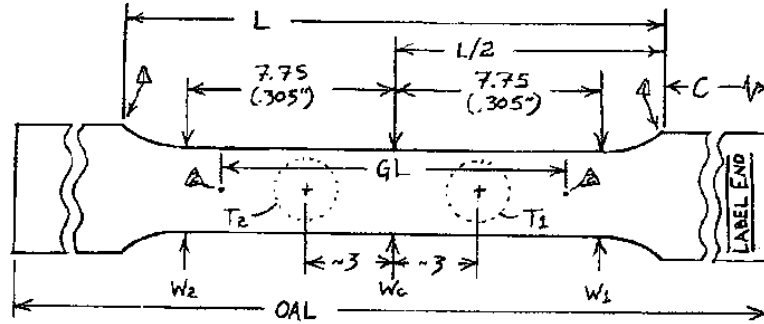 L
L/2
7.75
(.305")
7.75
(.305")
C
GL
T2
T1
LABEL END
~3
~3
W2
Wc
W1
OAL